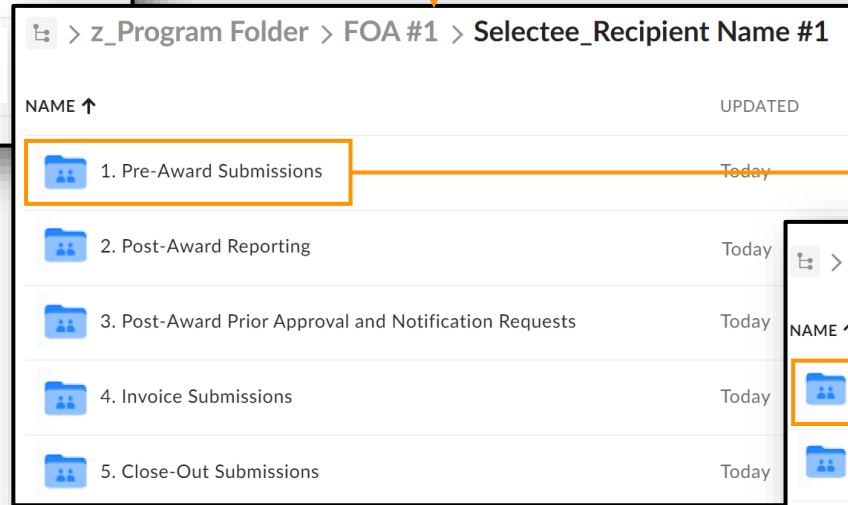 > z_Program Folder > FOA #1 > Selectee_Recipient Name #1
NAME ↑ UPDATED
1. Pre-Award Submissions Today
2. Post-Award Reporting Today
3. Post-Award Prior Approval and Notification Requests Today
4. Invoice Submissions Today
5. Close-Out Submissions Today
>
NAME